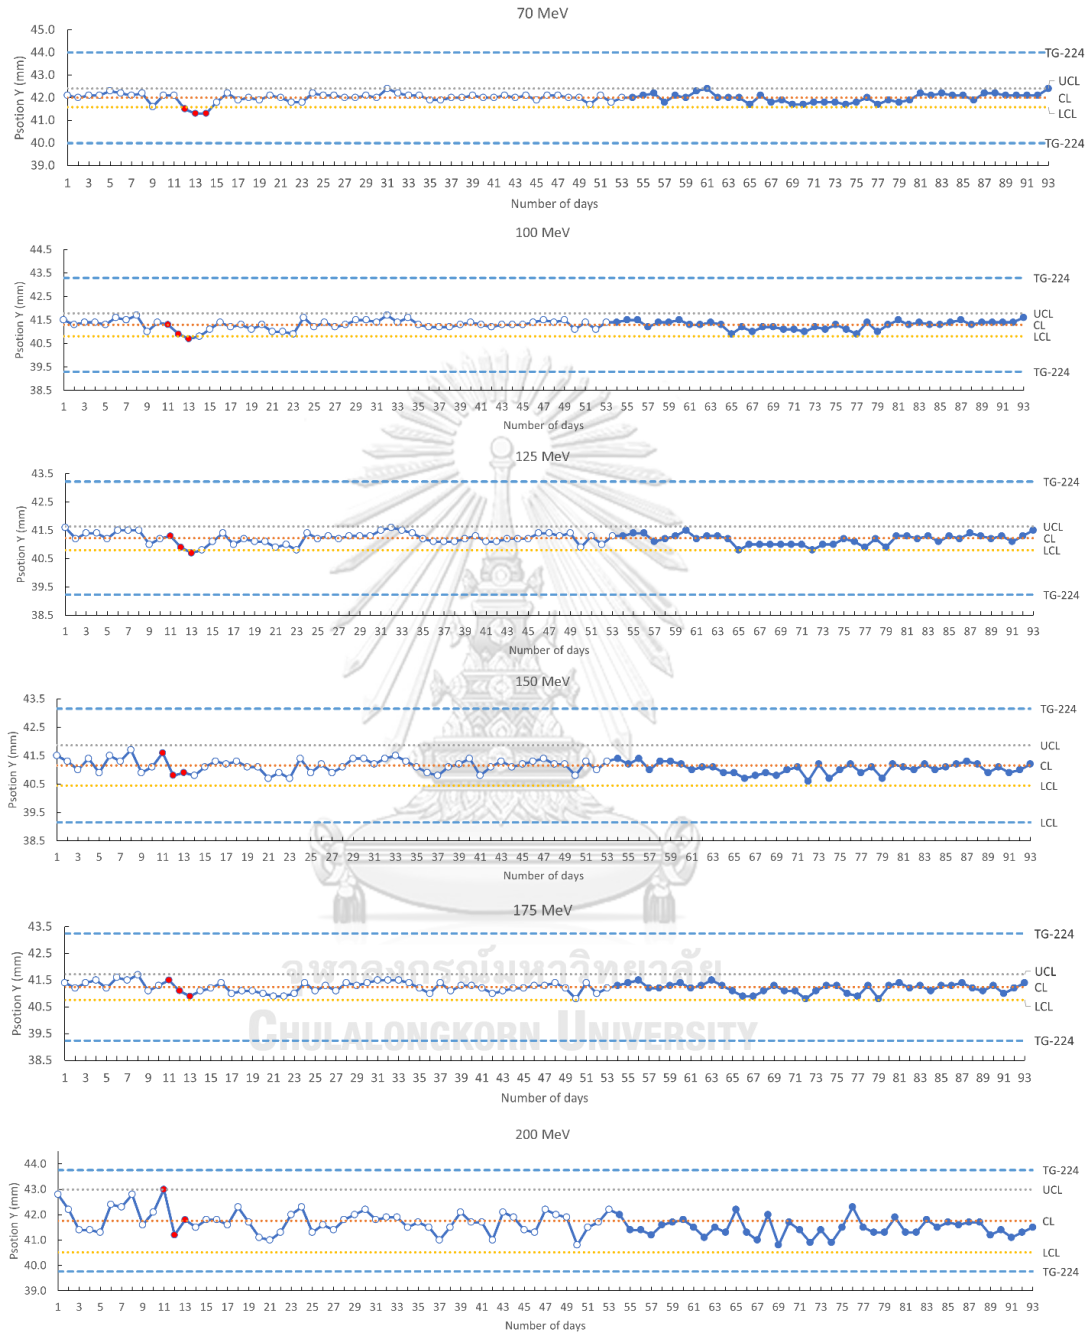 70 MeV
45.0
44.0
43.0
42.0
41.0
40.0
39.0
Psotion Y (mm)
TG-224
UCL
CL
LCL
TG-224
1 3 5 7 9 11 13 15 17 19 21 23 25 27 29 31 33 35 37 39 41 43 45 47 49 51 53 55 57 59 61 63 65 67 69 71 73 75 77 79 81 83 85 87 89 91 93
Number of days
100 MeV
44.5
43.5
42.5
41.5
40.5
39.5
38.5
Psotion Y (mm)
TG-224
UCL
CL
LCL
TG-224
1 3 5 7 9 11 13 15 17 19 21 23 25 27 29 31 33 35 37 39 41 43 45 47 49 51 53 55 57 59 61 63 65 67 69 71 73 75 77 79 81 83 85 87 89 91 93
Number of days
125 MeV
43.5
42.5
41.5
40.5
39.5
38.5
Psotion Y (mm)
TG-224
UCL
CL
LCL
TG-224
1 3 5 7 9 11 13 15 17 19 21 23 25 27 29 31 33 35 37 39 41 43 45 47 49 51 53 55 57 59 61 63 65 67 69 71 73 75 77 79 81 83 85 87 89 91 93
Number of days
150 MeV
43.5
42.5
41.5
40.5
39.5
38.5
Psotion Y (mm)
TG-224
UCL
CL
LCL
LCL
1 3 5 7 9 11 13 15 17 19 21 23 25 27 29 31 33 35 37 39 41 43 45 47 49 51 53 55 57 59 61 63 65 67 69 71 73 75 77 79 81 83 85 87 89 91 93
Number of days
175 MeV
43.5
42.5
41.5
40.5
39.5
38.5
Psotion Y (mm)
TG-224
UCL
CL
LCL
TG-224
จุฬาลงกรณ์มหาวิทยาลัย
CHULALONGKORN UNIVERSITY
1 3 5 7 9 11 13 15 17 19 21 23 25 27 29 31 33 35 37 39 41 43 45 47 49 51 53 55 57 59 61 63 65 67 69 71 73 75 77 79 81 83 85 87 89 91 93
Number of days
200 MeV
44.0
43.0
42.0
41.0
40.0
39.0
Psotion Y (mm)
TG-224
UCL
CL
LCL
TG-224
1 3 5 7 9 11 13 15 17 19 21 23 25 27 29 31 33 35 37 39 41 43 45 47 49 51 53 55 57 59 61 63 65 67 69 71 73 75 77 79 81 83 85 87 89 91 93
Number of days